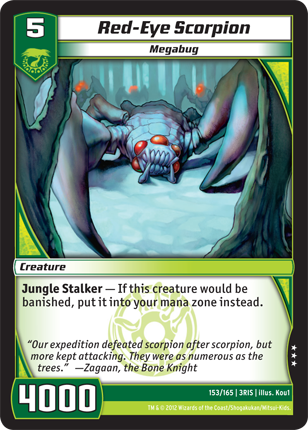 5
Red-Eye Scorpion
Megabug
Creature
Jungle Stalker — If this creature would be
banished, put it into your mana zone instead.
“Our expedition defeated scorpion after scorpion, but
more kept attacking. They were as numerous as the
trees.” —Zagaan, the Bone Knight
4000
153/165 | 3RIS | illus. Kou1
TM & © 2012 Wizards of the Coast/Shogakukan/Mitsui-Kids.